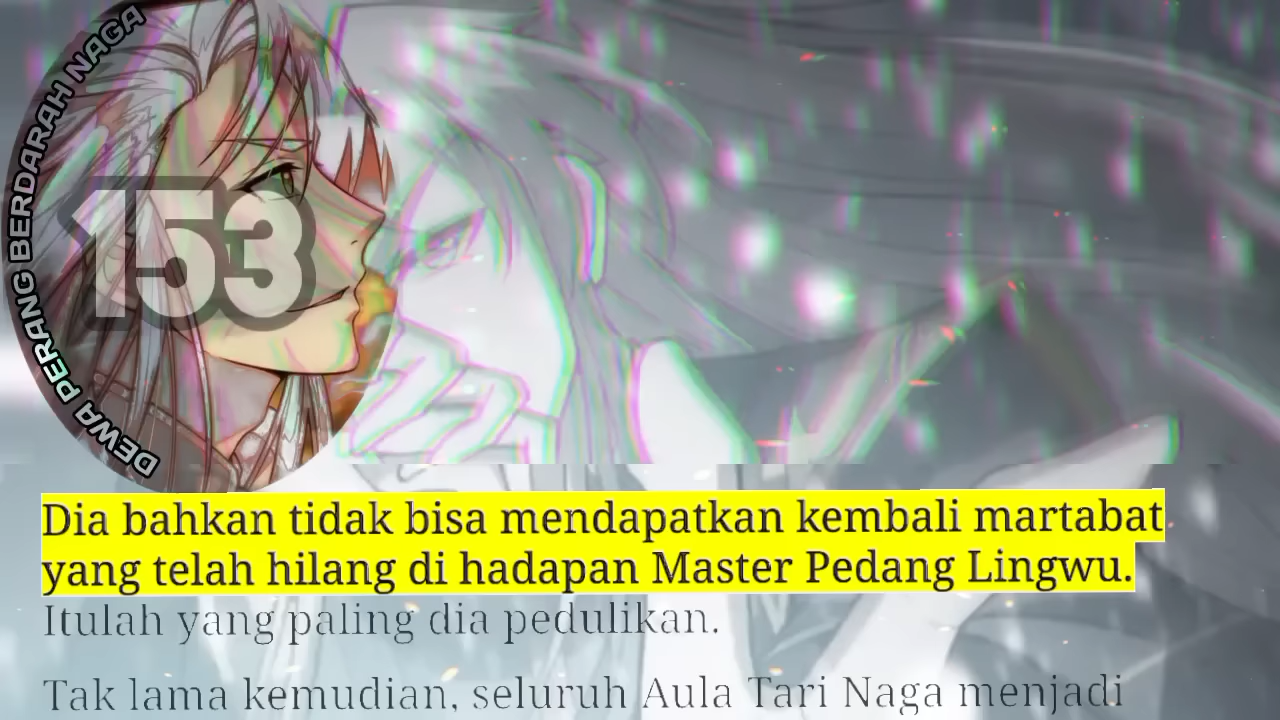 DEWA PERANG BERDARAH NAGA
153
Dia bahkan tidak bisa mendapatkan kembali martabat
yang telah hilang di hadapan Master Pedang Lingwu.
Itulah yang paling dia pedulikan.
Tak lama kemudian, seluruh Aula Tari Naga menjadi